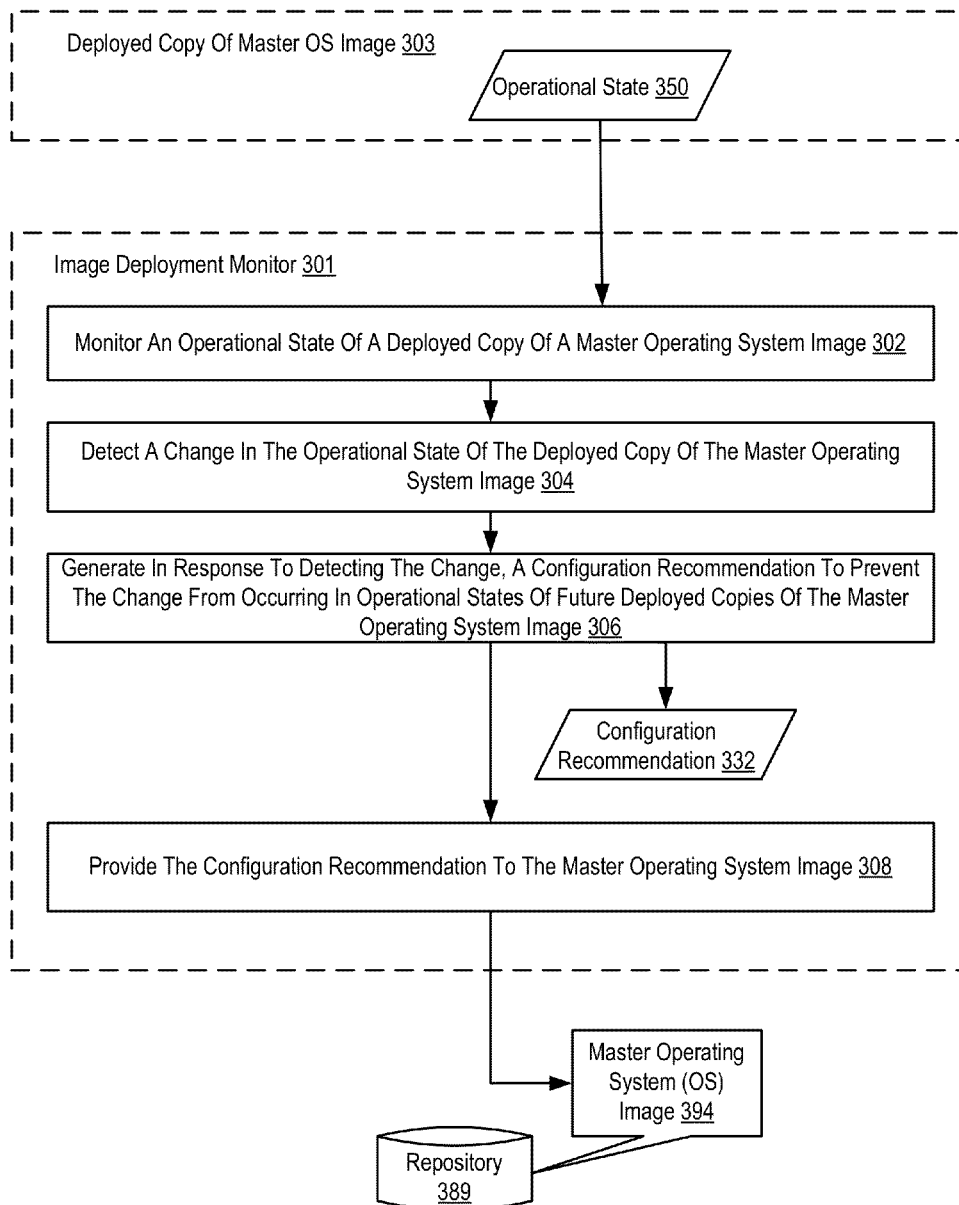 Deployed Copy Of Master OS Image 303
Operational State 350
Image Deployment Monitor 301
Monitor An Operational State Of A Deployed Copy Of A Master Operating System Image 302
Detect A Change In The Operational State Of The Deployed Copy Of The Master Operating
System Image 304
Generate In Response To Detecting The Change, A Configuration Recommendation To Prevent
The Change From Occurring In Operational States Of Future Deployed Copies Of The Master
Operating System Image 306
Configuration
Recommendation 332
Provide The Configuration Recommendation To The Master Operating System Image 308
Master Operating
System (OS)
Image 394
Repository
389